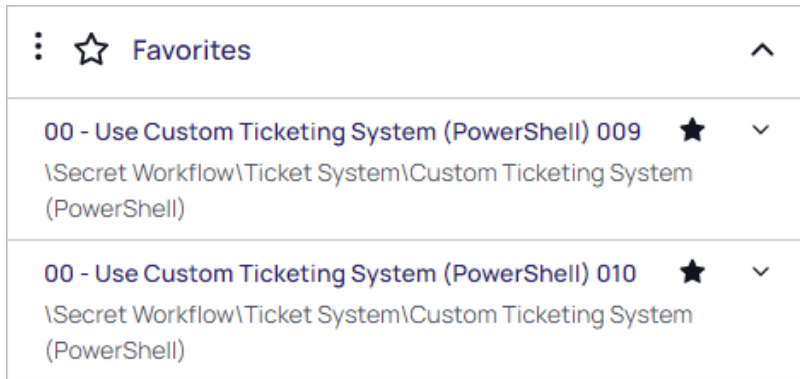 Favorites
00 - Use Custom Ticketing System (PowerShell) 009
\Secret Workflow\Ticket System\Custom Ticketing System
(PowerShell)
00 - Use Custom Ticketing System (PowerShell) 010
\Secret Workflow\Ticket System\Custom Ticketing System
(PowerShell)